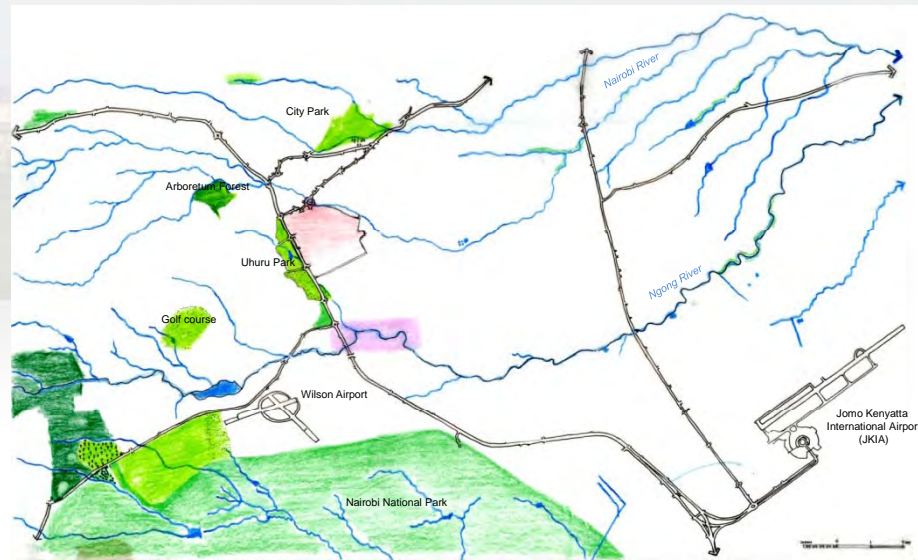 Nairobi River
City Park
Arboretum Forest
Uhuru Park
Ngong River
Golf course
Wilson Airport
Jomo Kenyatta
International Airpor
(JKIA)
Nairobi National Park